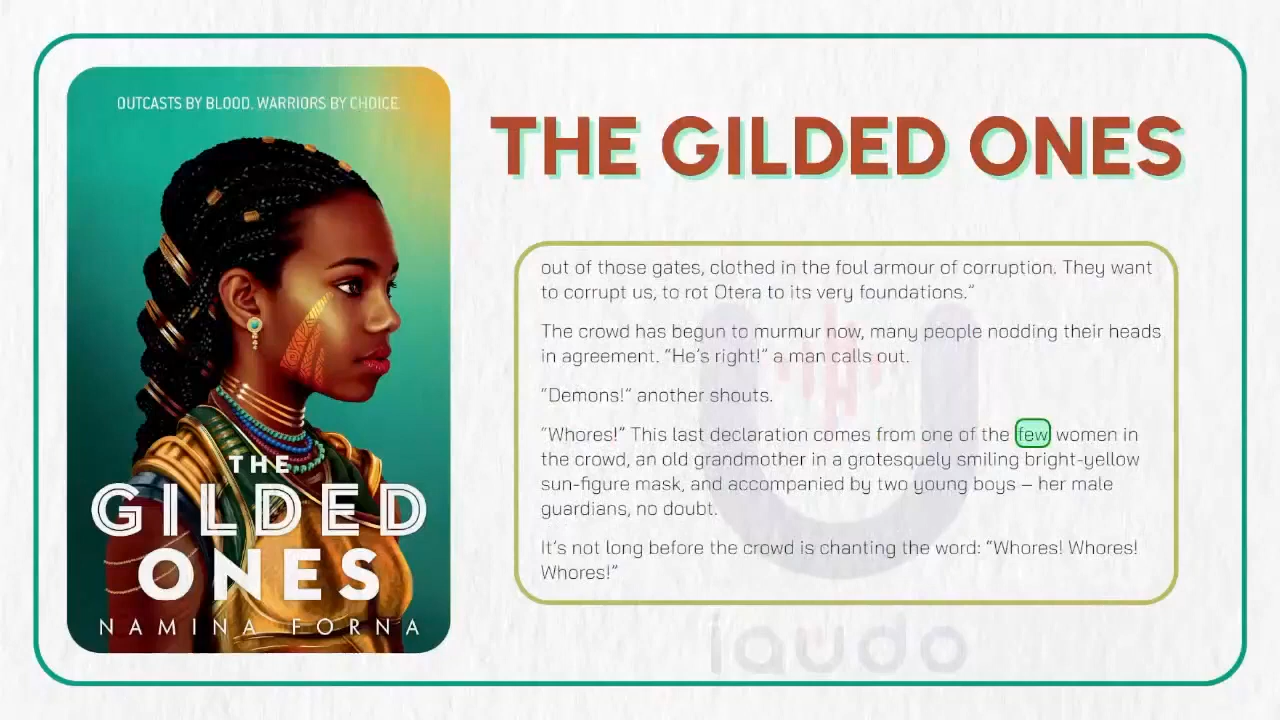 OUTCASTS BY BLOOD. WARRIORS BY CHOICE.
THE
GILDED
ONES
NAMINA FORNA
THE GILDED ONES
out of those gates, clothed in the foul armour of corruption. They want
to corrupt us, to rot Otera to its very foundations.”
The crowd has begun to murmur now, many people nodding their heads
in agreement. “He’s right!” a man calls out.
“Demons!” another shouts.
“Whores!” This last declaration comes from one of the few women in
the crowd, an old grandmother in a grotesquely smiling bright-yellow
sun-figure mask, and accompanied by two young boys – her male
guardians, no doubt.
It’s not long before the crowd is chanting the word: “Whores! Whores!
Whores!”
iaudo